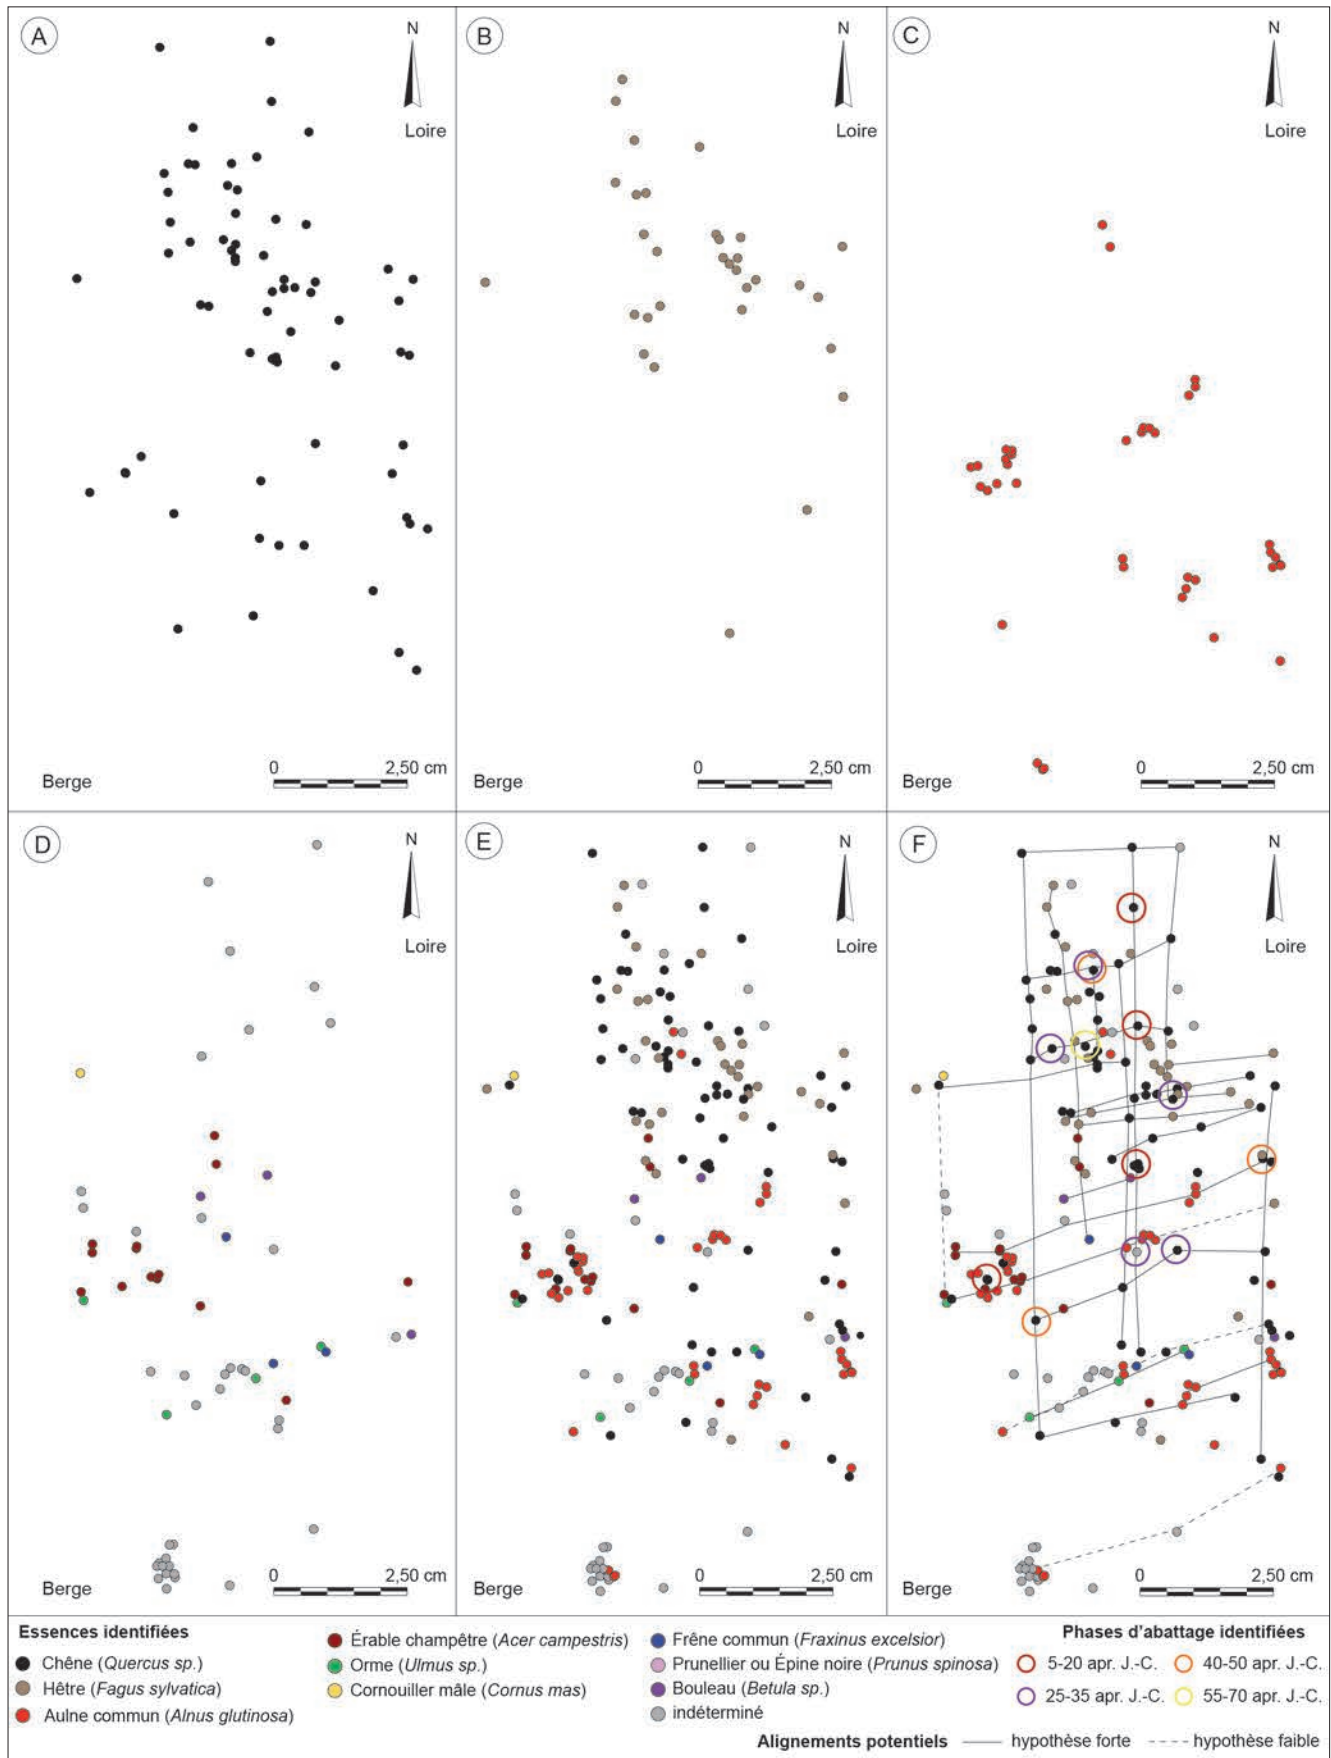 A
N
Loire
Berge
0 2,50 cm
B
N
C
N
Loire
Berge
0 2,50 cm
0 2,50 cm
D
N
Loire
Berge
0 2,50 cm
E
N
Loire
Berge
0 2,50 cm
F
N
Loire
Berge
0 2,50 cm
Essences identifiées
Chêne (Quercus sp.)
Hêtre (Fagus sylvatica)
Aulne commun (Alnus glutinosa)
Érable champêtre (Acer campestris)
Orme (Ulmus sp.)
Cornouiller mâle (Cornus mas)
Frêne commun (Fraxinus excelsior)
Prunellier ou Épine noire (Prunus spinosa)
Bouleau (Betula sp.)
indéterminé
Phases d'abattage identifiées
5-20 apr. J.-C.
40-50 apr. J.-C.
25-35 apr. J.-C.
55-70 apr. J.-C.
Alignements potentiels
hypothèse forte
hypothèse faible